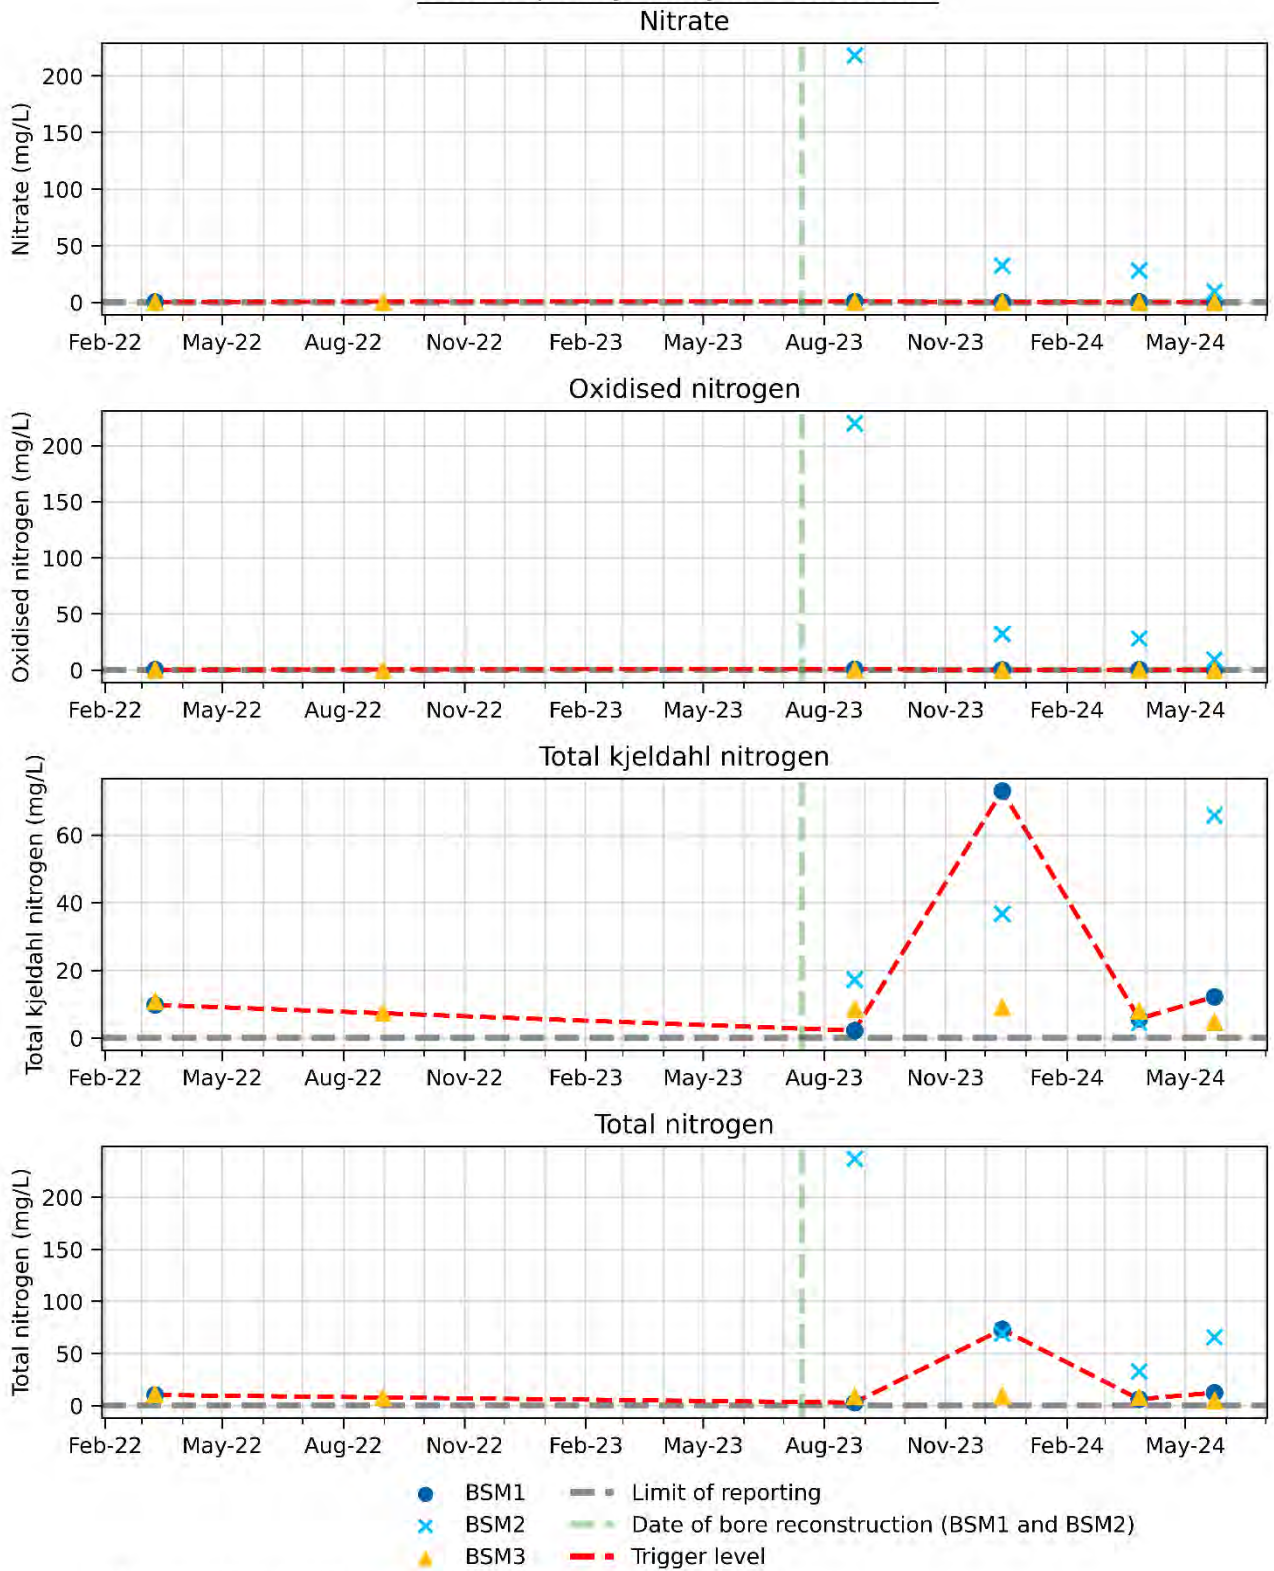 Nitrate
Nitrate (mg/L)
200
150
100
50
0
Feb-22 May-22 Aug-22 Nov-22 Feb-23 May-23 Aug-23 Nov-23 Feb-24 May-24
Oxidised nitrogen
Oxidised nitrogen (mg/L)
200
150
100
50
0
Feb-22 May-22 Aug-22 Nov-22 Feb-23 May-23 Aug-23 Nov-23 Feb-24 May-24
Total kjeldahl nitrogen
Total kjeldahl nitrogen (mg/L)
60
40
20
0
Feb-22 May-22 Aug-22 Nov-22 Feb-23 May-23 Aug-23 Nov-23 Feb-24 May-24
Total nitrogen
Total nitrogen (mg/L)
200
150
100
50
0
Feb-22 May-22 Aug-22 Nov-22 Feb-23 May-23 Aug-23 Nov-23 Feb-24 May-24
BSM1 Limit of reporting
BSM2 Date of bore reconstruction (BSM1 and BSM2)
BSM3 Trigger level